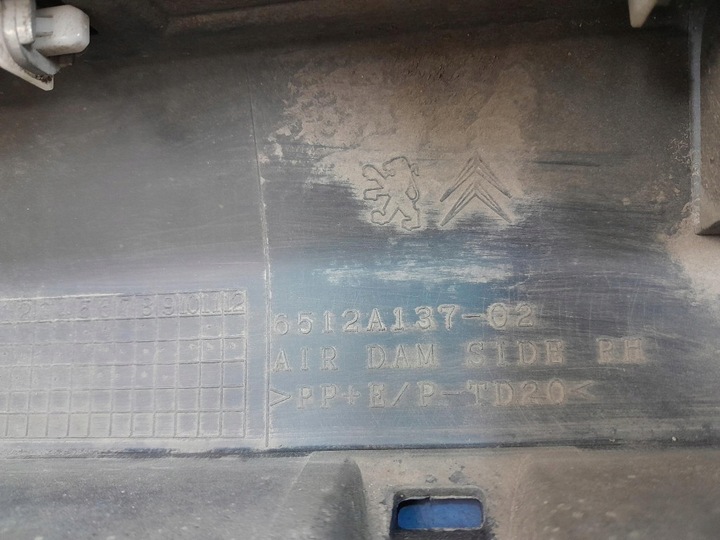 6512A137-02
AIR DAM SIDE RH
>PP+E/P-TD20<